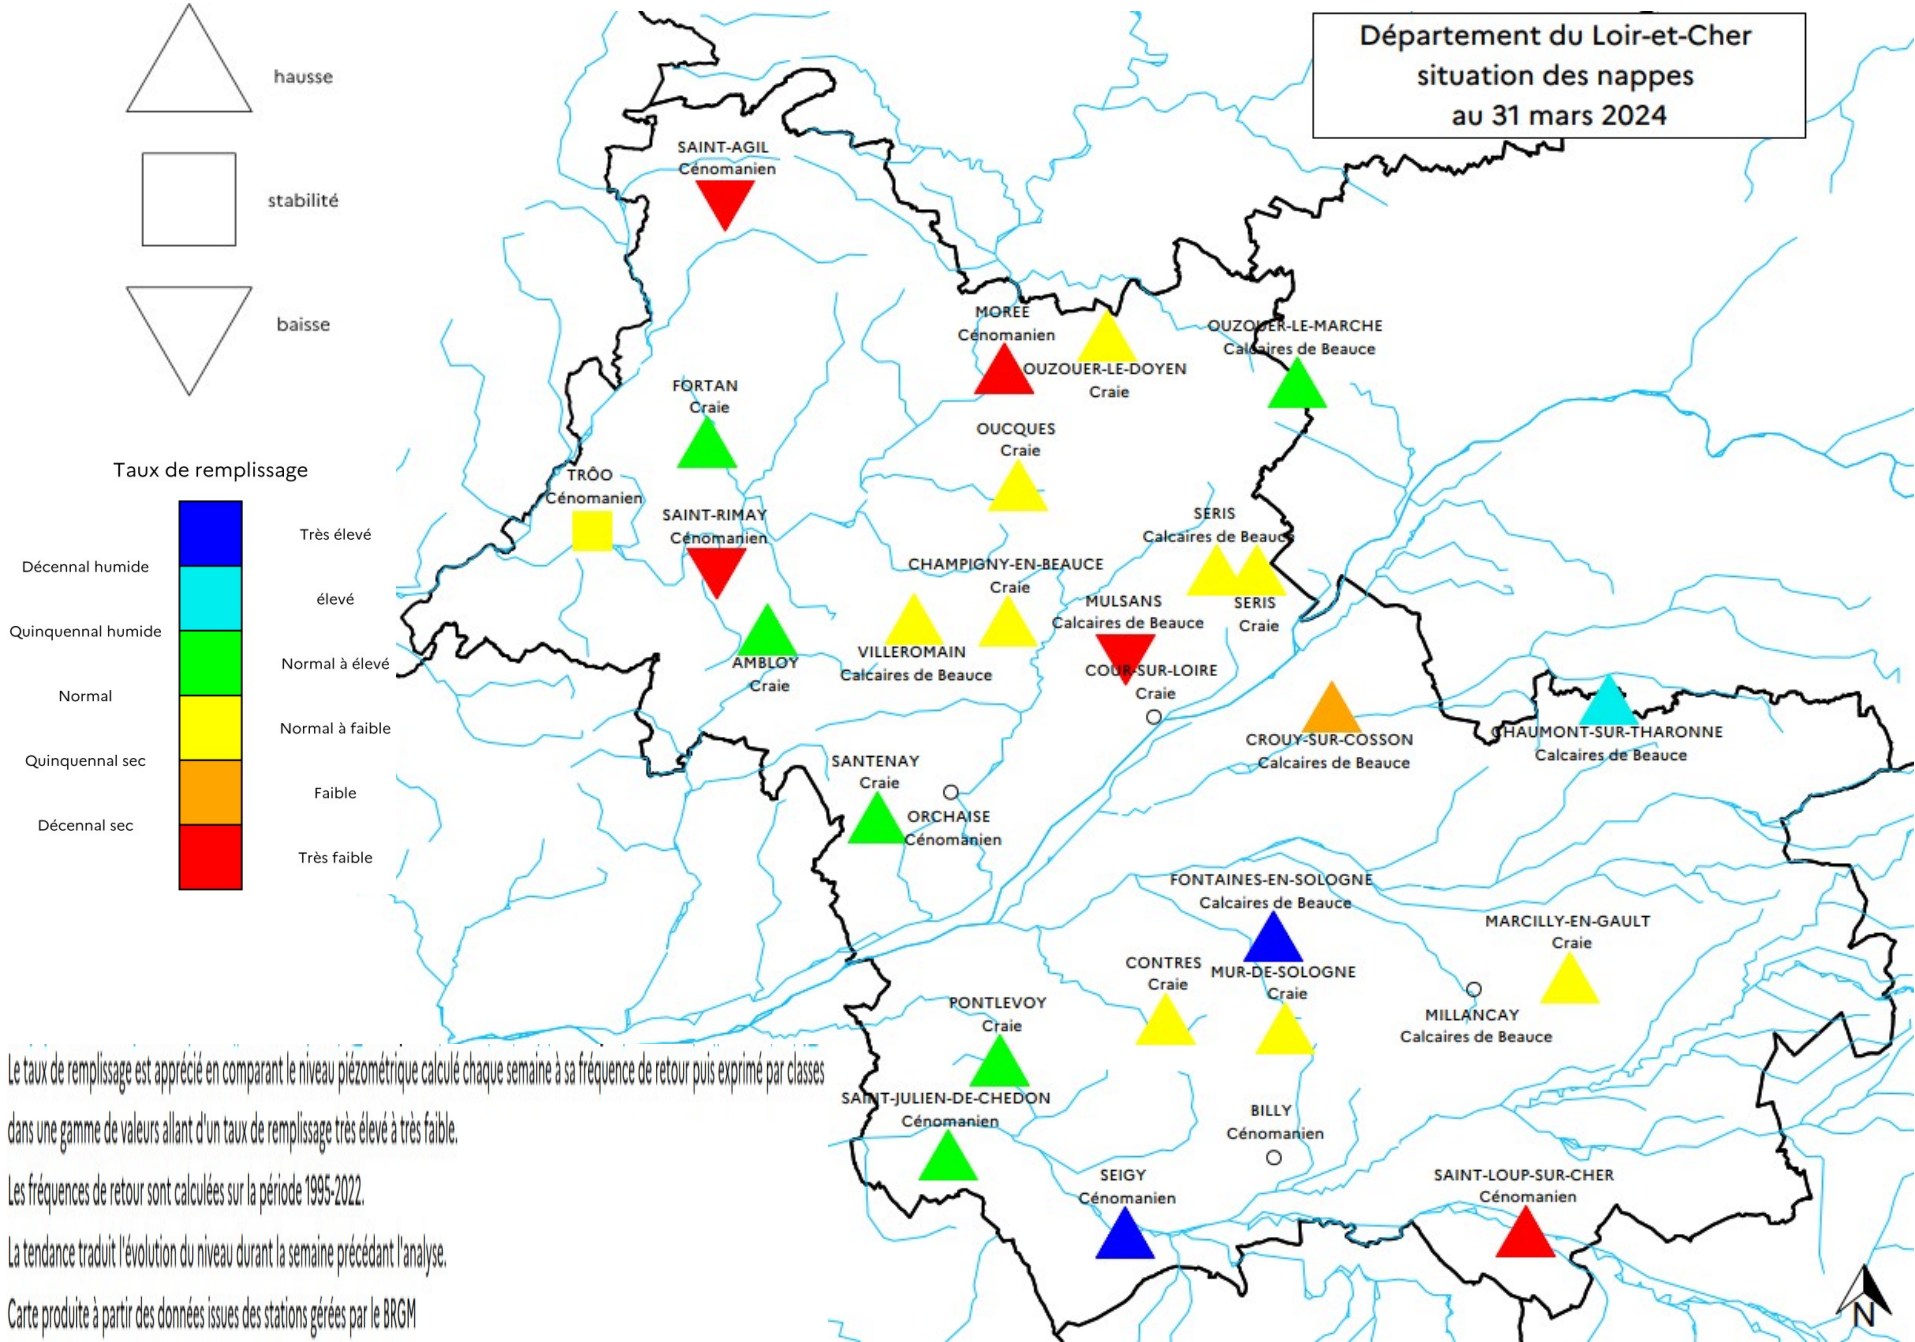 Département du Loir-et-Cher
situation des nappes
au 31 mars 2024
hausse
stabilité
baisse
Taux de remplissage
Très élevé
Décennal humide
élevé
Quinquennal humide
Normal à élevé
Normal
Normal à faible
Quinquennal sec
Faible
Décennal sec
Très faible
SAINT-AGIL
Cénomanien
MOREE
Cénomanien
OUZOUER-LE-DOYEN
Craie
OUZOUER-LE-MARCHE
Calcaires de Beauce
FORTAN
Craie
OUCQUES
Craie
TRÔO
Cénomanien
SAINT-RIMAY
Cénomanien
SERIS
Calcaires de Beauce
SERIS
Craie
CHAMPIGNY-EN-BEAUCE
Craie
MULSANS
Calcaires de Beauce
AMBLOY
Craie
VILLEROMAIN
Calcaires de Beauce
COUR-SUR-LOIRE
Craie
CROUY-SUR-COSSON
Calcaires de Beauce
CHAUMONT-SUR-THARONNE
Calcaires de Beauce
SANTENAY
Craie
ORCHAISE
Cénomanien
FONTAINES-EN-SOLOGNE
Calcaires de Beauce
MARCILLY-EN-GAULT
Craie
CONTRES
Craie
MUR-DE-SOLOGNE
Craie
MILLANCAY
Calcaires de Beauce
PONTLEVOY
Craie
SAINT-JULIEN-DE-CHEDON
Cénomanien
BILLY
Cénomanien
SEIGY
Cénomanien
SAINT-LOUP-SUR-CHER
Cénomanien
Le taux de remplissage est apprécié en comparant le niveau piézométrique calculé chaque semaine à sa fréquence de retour puis exprimé par classes
dans une gamme de valeurs allant d'un taux de remplissage très élevé à très faible.
Les fréquences de retour sont calculées sur la période 1995-2022.
La tendance traduit l'évolution du niveau durant la semaine précédant l'analyse.
Carte produite à partir des données issues des stations gérées par le BRGM
N